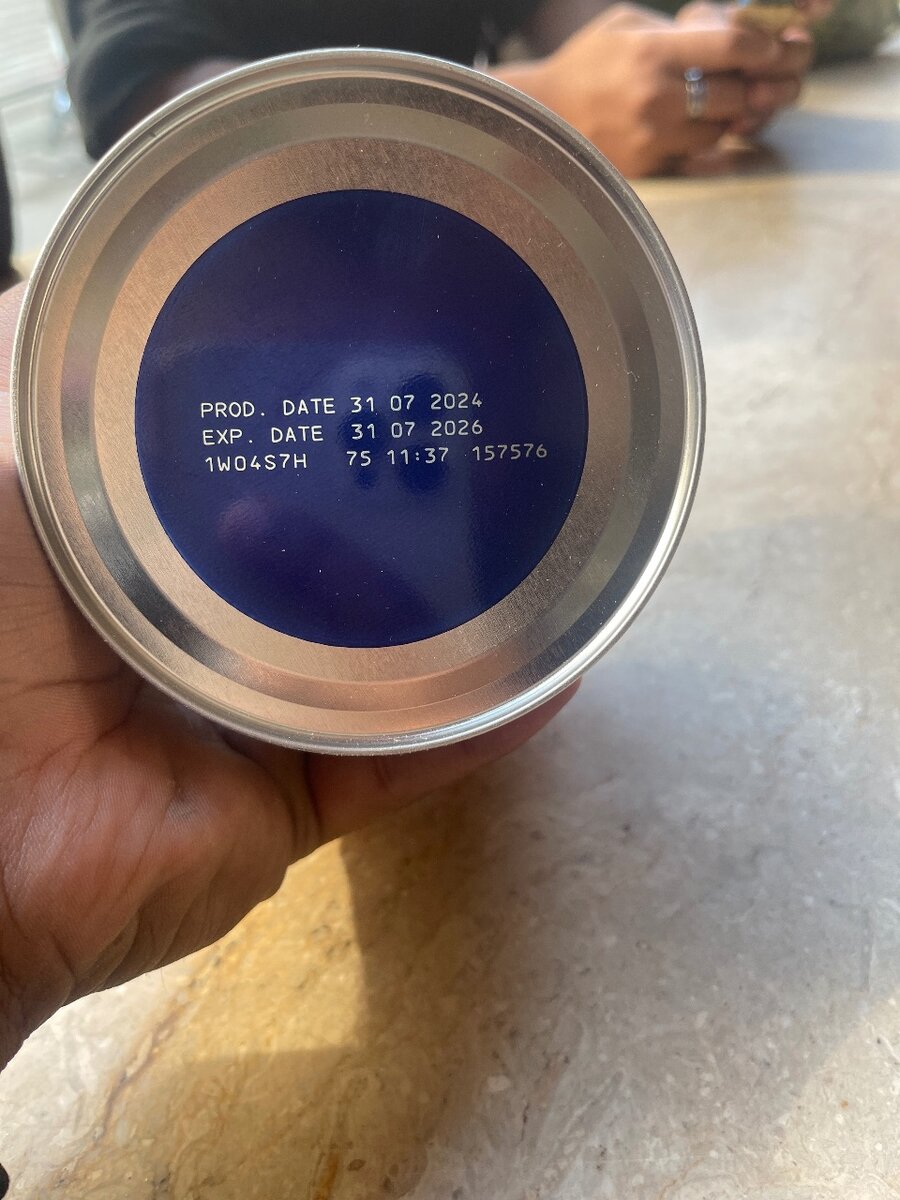 PROD. DATE 31 07 2024
EXP. DATE 31 07 2026
1W04S7H 75 11:37 157576